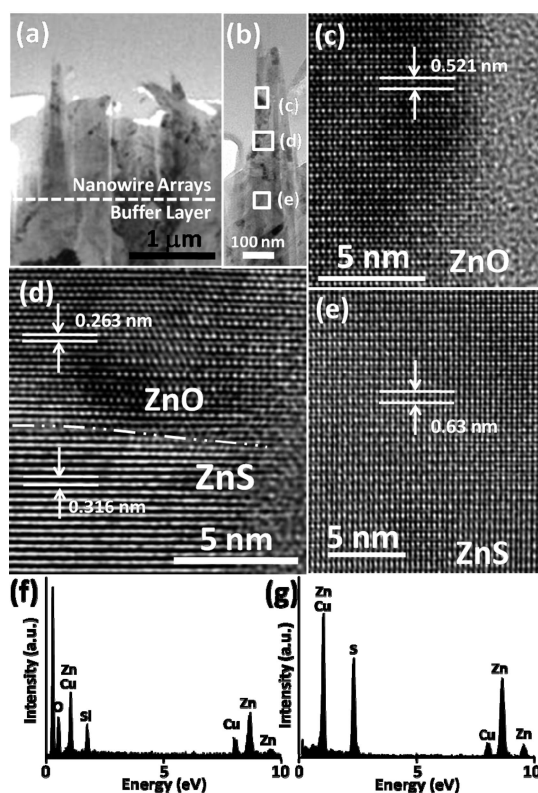 (a)
Nanowire Arrays
Buffer Layer
1 μm
(b)
(c)
(d)
(e)
100 nm
(c)
0.521 nm
5 nm
ZnO
(d)
0.263 nm
ZnO
ZnS
0.316 nm
5 nm
(e)
0.63 nm
ZnS
(f)
Intensity (a.u.)
O
Zn
Cu
Si
Cu
Zn
Zn
0
5
10
Energy (eV)
(g)
Intensity (a.u.)
Zn
Cu
S
Cu
Zn
Zn
0
5
10
Energy (eV)